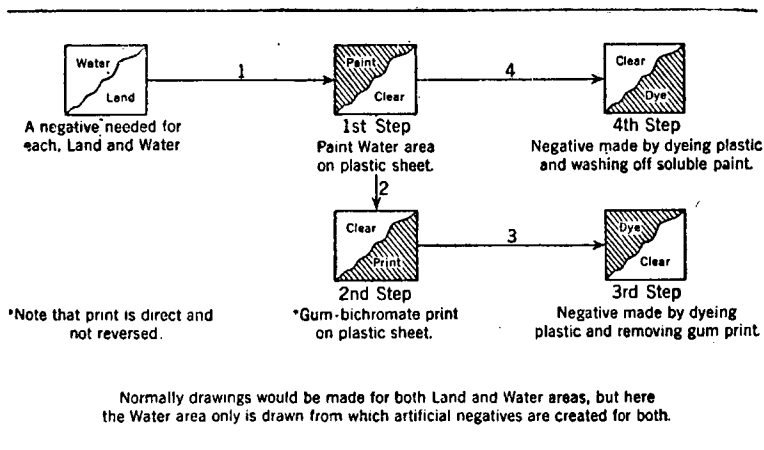 Water
Land
A negative needed for
each, Land and Water
1
Paint
Clear
1st Step
Paint Water area
on plastic sheet.
4
Clear
Dye
4th Step
Negative made by dyeing plastic
and washing off soluble paint.
2
Clear
Print
2nd Step
*Gum-bichromate print
on plastic sheet.
3
Dye
Clear
3rd Step
Negative made by dyeing
plastic and removing gum print.
*Note that print is direct and
not reversed.
Normally drawings would be made for both Land and Water areas, but here
the Water area only is drawn from which artificial negatives are created for both.